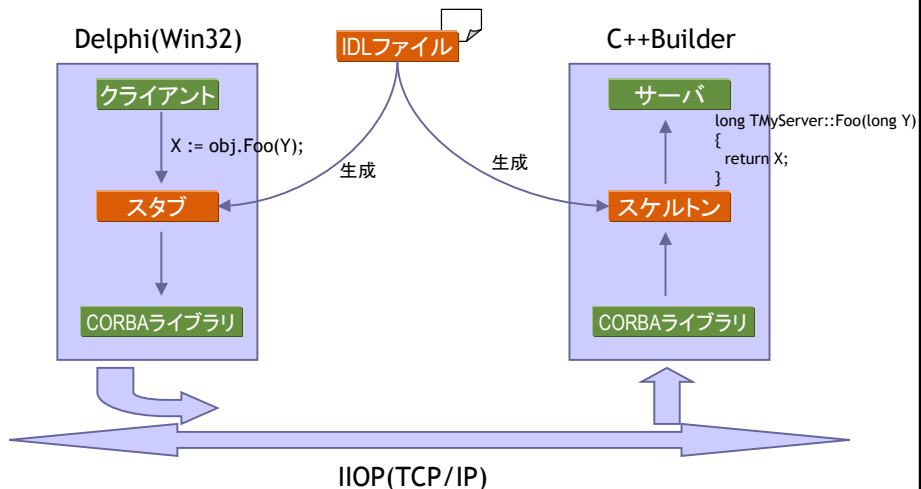 Delphi(Win32)
IDLファイル
C++Builder
クライアント
X := obj.Foo(Y);
スタブ
CORBAライブラリ
生成
生成
サーバ
long TMyServer::Foo(long Y)
{
return X;
}
スケルトン
CORBAライブラリ
IIOP(TCP/IP)